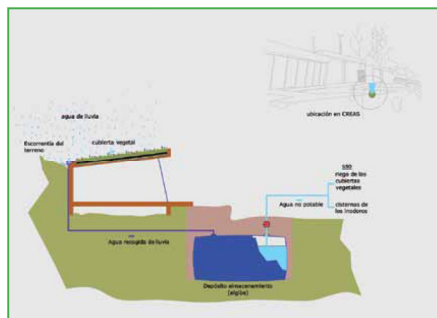 agua de lluvia
Escorrentía del
terreno
cubierta vegetal
ubicación en CREAS
uso
riego de las
cubiertas
vegetales
Agua no potable
cisternas de
los inodoros
Agua recogida de lluvia
Depósito almacenamiento
(aljibe)